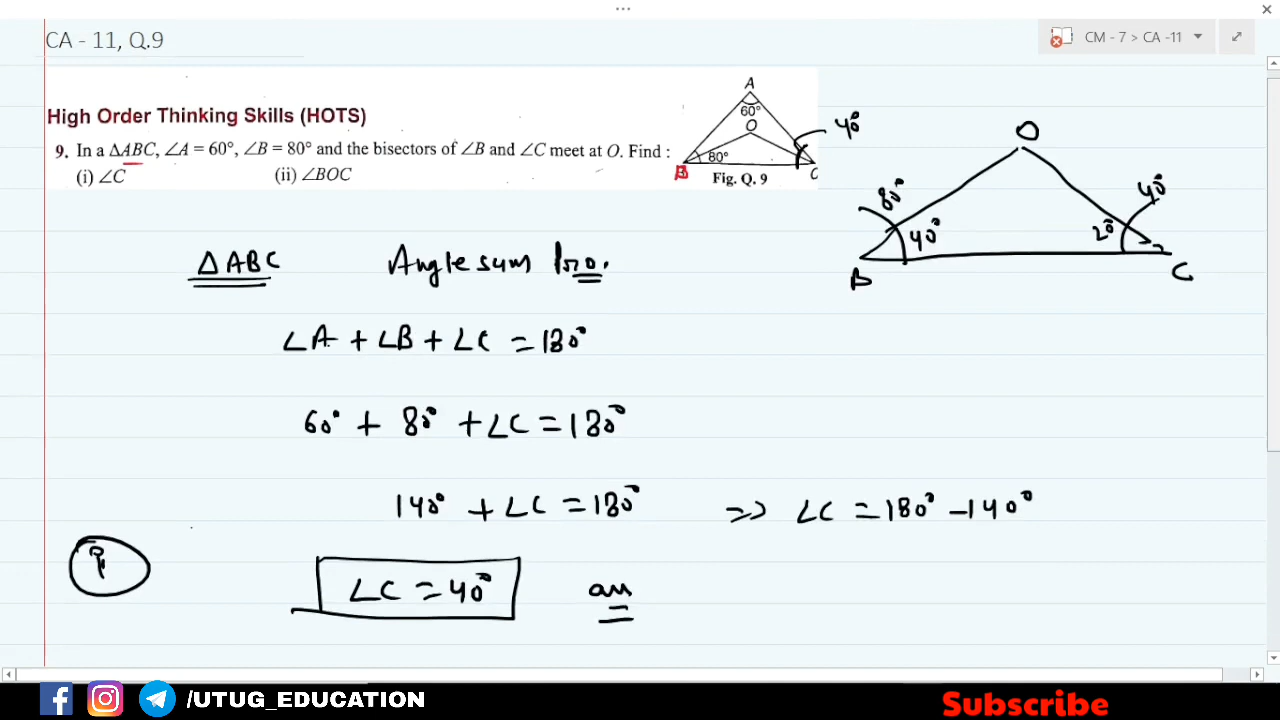 CA - 11, Q.9
CM - 7 > CA -11
High Order Thinking Skills (HOTS)
9. In a ΔABC, ∠A = 60°, ∠B = 80° and the bisectors of ∠B and ∠C meet at O. Find :
(i) ∠C (ii) ∠BOC
A
60°
O
80°
B
C
Fig. Q. 9
40°
O
80°
40°
20°
40°
B
C
ΔABC Angle sum Pro.
∠A + ∠B + ∠C = 180°
60° + 80° + ∠C = 180°
140° + ∠C = 180° => ∠C = 180° - 140°
∠C = 40° ans
/UTUG_EDUCATION
Subscribe